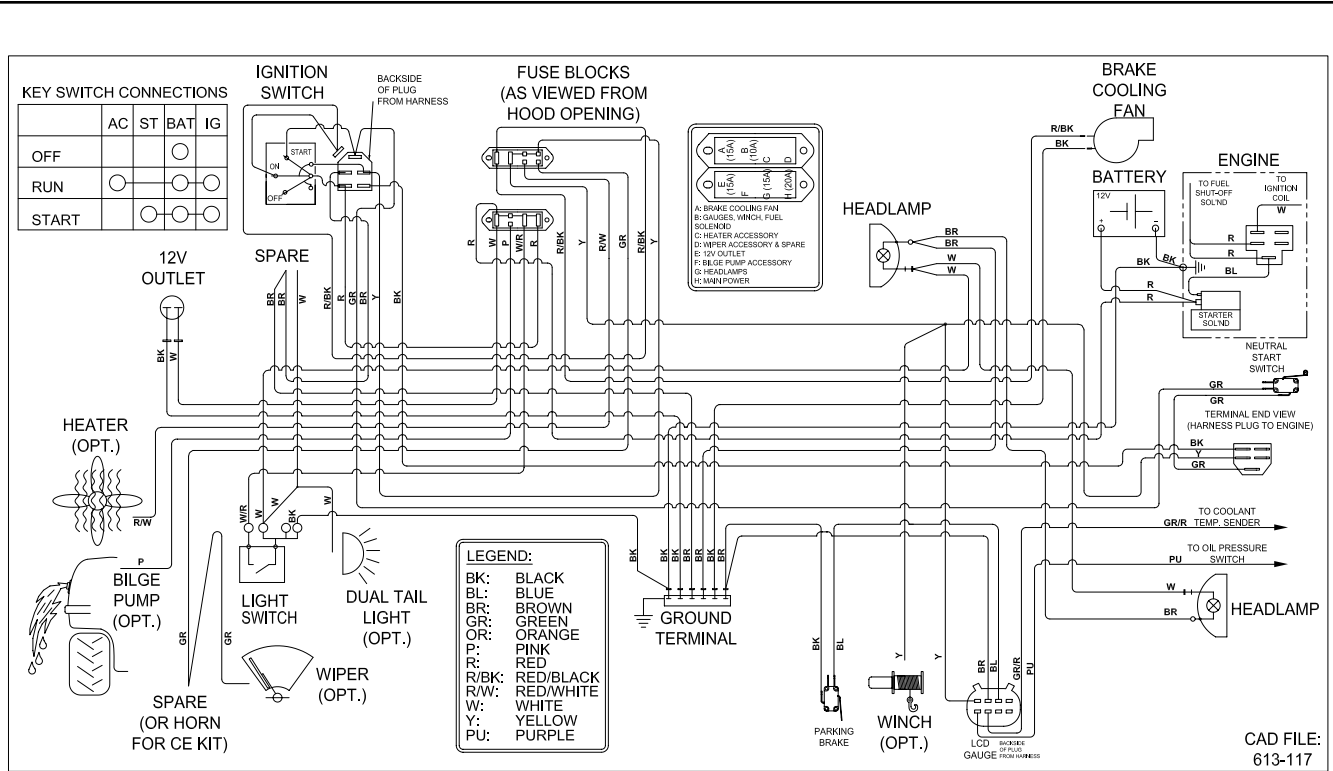 KEY SWITCH CONNECTIONS
AC ST BAT IG
OFF
RUN
START
IGNITION
SWITCH
BACKSIDE
OF PLUG
FROM HARNESS
START
ON
OFF
FUSE BLOCKS
(AS VIEWED FROM
HOOD OPENING)
A
(15A)
B
(10A)
C
D
E
(15A)
F
G (15A)
H (20A)
A: BRAKE COOLING FAN
B: GAUGES, WINCH, FUEL
SOLENOID
C: HEATER ACCESSORY
D: WIPER ACCESSORY & SPARE
E: 12V OUTLET
F: BILGE PUMP ACCESSORY
G: HEADLAMPS
H: MAIN POWER
BRAKE
COOLING
FAN
R/BK
BK
BATTERY
12V
+
-
BK
BK
ENGINE
TO FUEL
SHUT-OFF
SOL'ND
TO
IGNITION
COIL
W
R
R
BL
R
R
STARTER
SOL'ND
HEADLAMP
BR
BR
W
W
NEUTRAL
START
SWITCH
GR
GR
TERMINAL END VIEW
(HARNESS PLUG TO ENGINE)
BK
Y
GR
12V
OUTLET
BK
W
SPARE
BR
BR
W
R/BK
R
GR
BR
Y
BK
R
W
P
W/R
R
R/BK
Y
R/W
GR
R/BK
Y
HEATER
(OPT.)
R/W
P
BILGE
PUMP
(OPT.)
GR
GR
SPARE
(OR HORN
FOR CE KIT)
W/R
W
W
BK
W
LIGHT
SWITCH
DUAL TAIL
LIGHT
(OPT.)
WIPER
(OPT.)
LEGEND:
BK: BLACK
BL: BLUE
BR: BROWN
GR: GREEN
OR: ORANGE
P: PINK
R: RED
R/BK: RED/BLACK
R/W: RED/WHITE
W: WHITE
Y: YELLOW
PU: PURPLE
BK
BK
BK
BR
BR
BK
BR
GROUND
TERMINAL
BK
BL
PARKING
BRAKE
Y
WINCH
(OPT.)
Y
BR
BL
GR/R
PU
LCD
GAUGE
BACKSIDE
OF PLUG
FROM HARNESS
TO COOLANT
TEMP. SENDER
GR/R
TO OIL PRESSURE
SWITCH
PU
W
BR
HEADLAMP
CAD FILE:
613-117